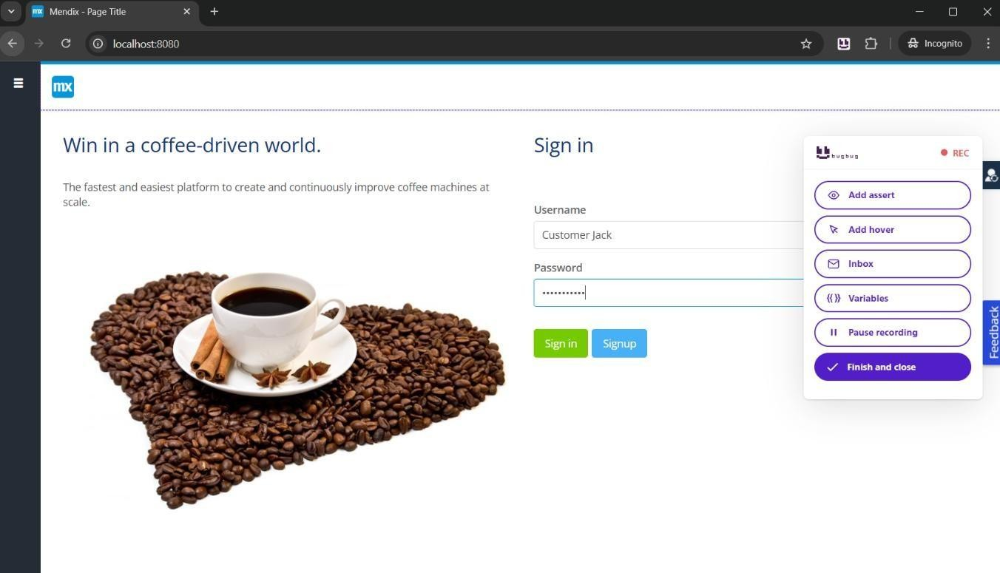 mx Mendix - Page Title
localhost:8080
Incognito
mx
Win in a coffee-driven world.
The fastest and easiest platform to create and continuously improve coffee machines at
scale.
Sign in
Username
Customer Jack
Password
Sign in
Signup
bugbug
REC
Add assert
Add hover
Inbox
Variables
Pause recording
Finish and close
Feedback